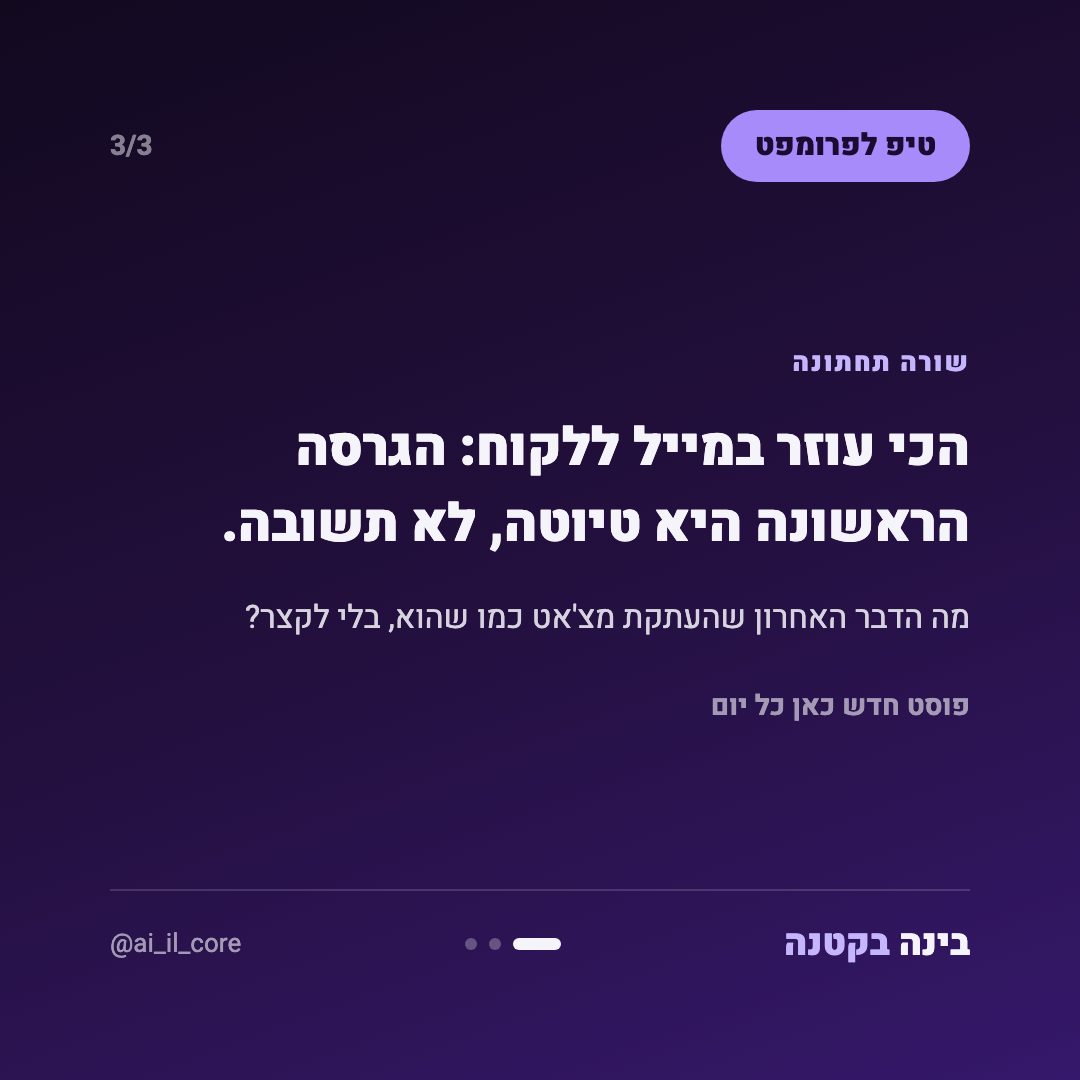 טיפ לפרומפט
3/3
שורה תחתונה
הכי עוזר במייל ללקוח: הגרסה
הראשונה היא טיוטה, לא תשובה.
מה הדבר האחרון שהעתקת מצ'אט כמו שהוא, בלי לקצר?
פוסט חדש כאן כל יום
בינה בקטנה
@ai_il_core